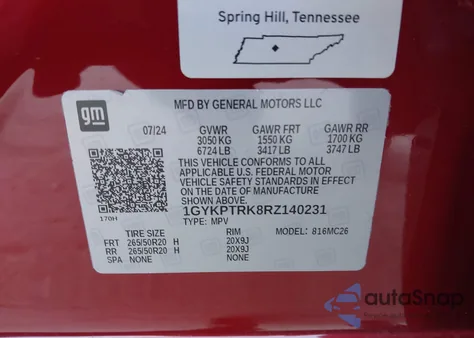 Spring Hill, Tennessee
gm
MFD BY GENERAL MOTORS LLC
07/24 GVWR GAWR FRT GAWR RR
3050 KG 1550 KG 1700 KG
6724 LB 3417 LB 3747 LB
THIS VEHICLE CONFORMS TO ALL
APPLICABLE U.S. FEDERAL MOTOR
VEHICLE SAFETY STANDARDS IN EFFECT
ON THE DATE OF MANUFACTURE SHOWN ABOVE.
1GYKPTRK8RZ140231
170H
TYPE: MPV MODEL: 816MC26
TIRE SIZE RIM
FRT 265/50R20 H 20X9J
RR 265/50R20 H 20X9J
SPA NONE NONE
autaSnap